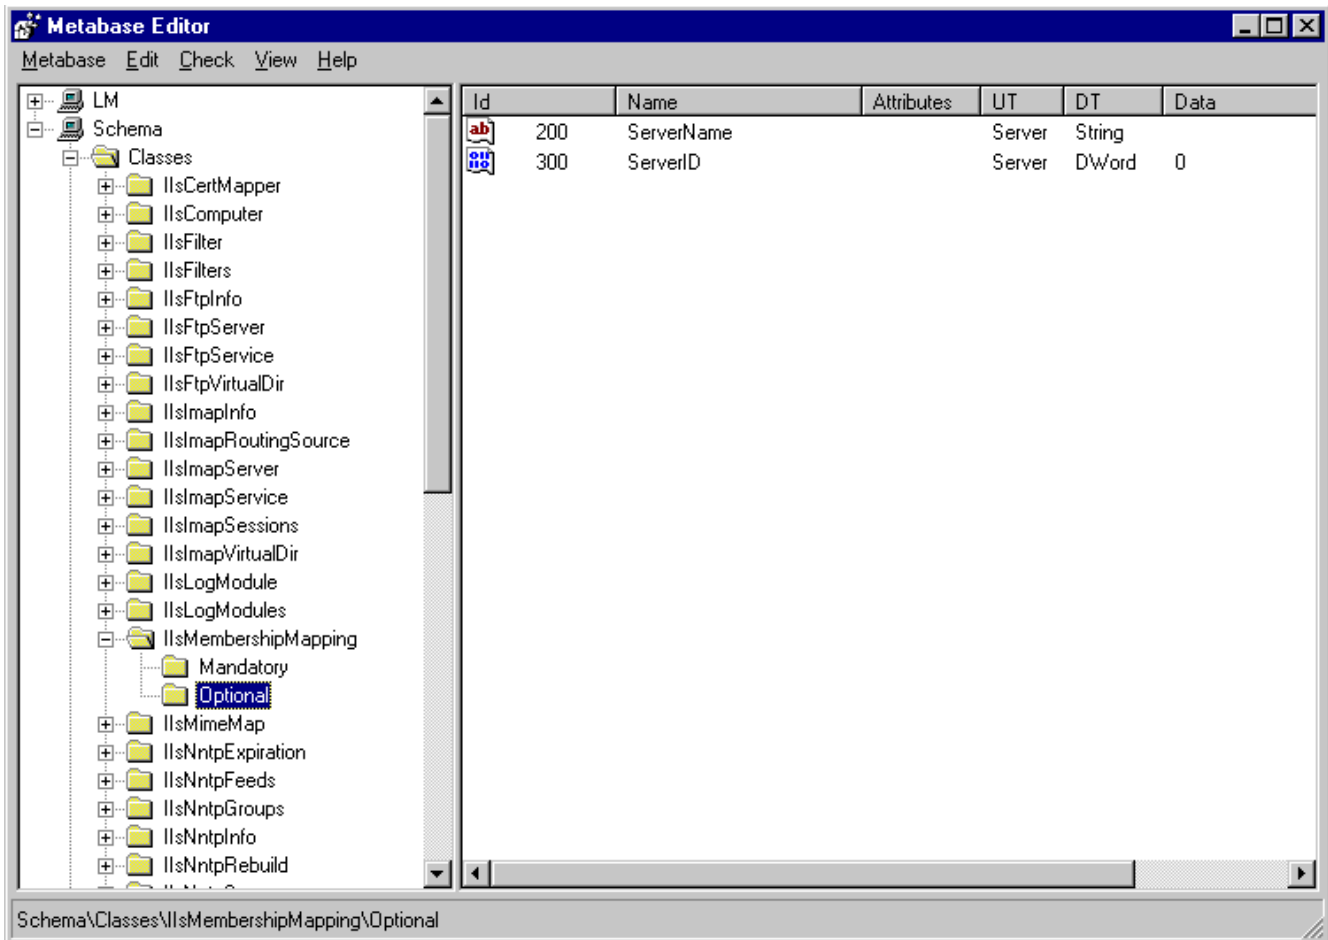 Metabase Editor
Metabase Edit Check View Help
LM
Schema
Classes
IIsCertMapper
IIsComputer
IIsFilter
IIsFilters
IIsFtpInfo
IIsFtpServer
IIsFtpService
IIsFtpVirtualDir
IIsImapInfo
IIsImapRoutingSource
IIsImapServer
IIsImapService
IIsImapSessions
IIsImapVirtualDir
IIsLogModule
IIsLogModules
IIsMembershipMapping
Mandatory
Optional
IIsMimeMap
IIsNntpExpiration
IIsNntpFeeds
IIsNntpGroups
IIsNntpInfo
IIsNntpRebuild
Id Name Attributes UT DT Data
ab 200 ServerName Server String
300 ServerID Server DWord 0
Schema\Classes\IIsMembershipMapping\Optional